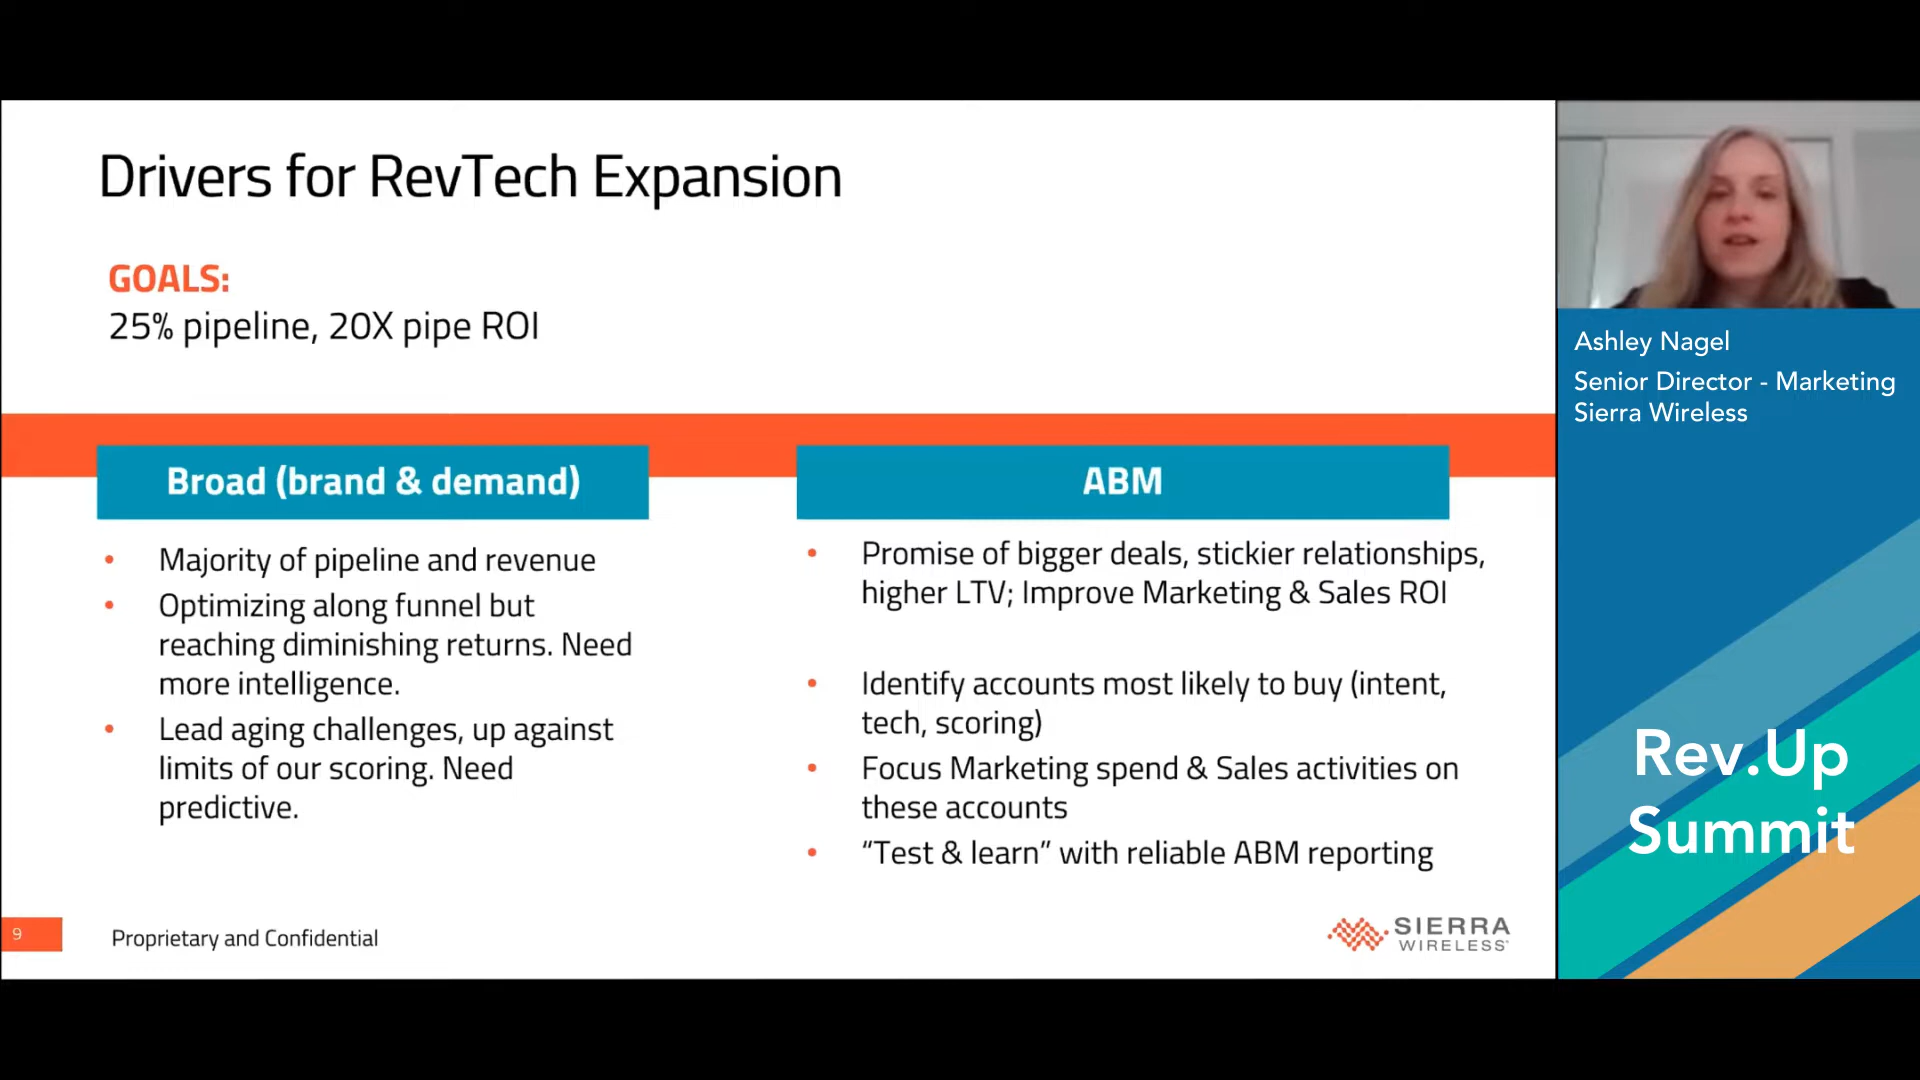 Drivers for RevTech Expansion
GOALS:
25% pipeline, 20X pipe ROI
Broad (brand & demand)
• Majority of pipeline and revenue
• Optimizing along funnel but
reaching diminishing returns. Need
more intelligence.
• Lead aging challenges, up against
limits of our scoring. Need
predictive.
ABM
• Promise of bigger deals, stickier relationships,
higher LTV; Improve Marketing & Sales ROI
• Identify accounts most likely to buy (intent,
tech, scoring)
• Focus Marketing spend & Sales activities on
these accounts
• “Test & learn” with reliable ABM reporting
9
Proprietary and Confidential
SIERRA
WIRELESS
Ashley Nagel
Senior Director - Marketing
Sierra Wireless
Rev.Up
Summit